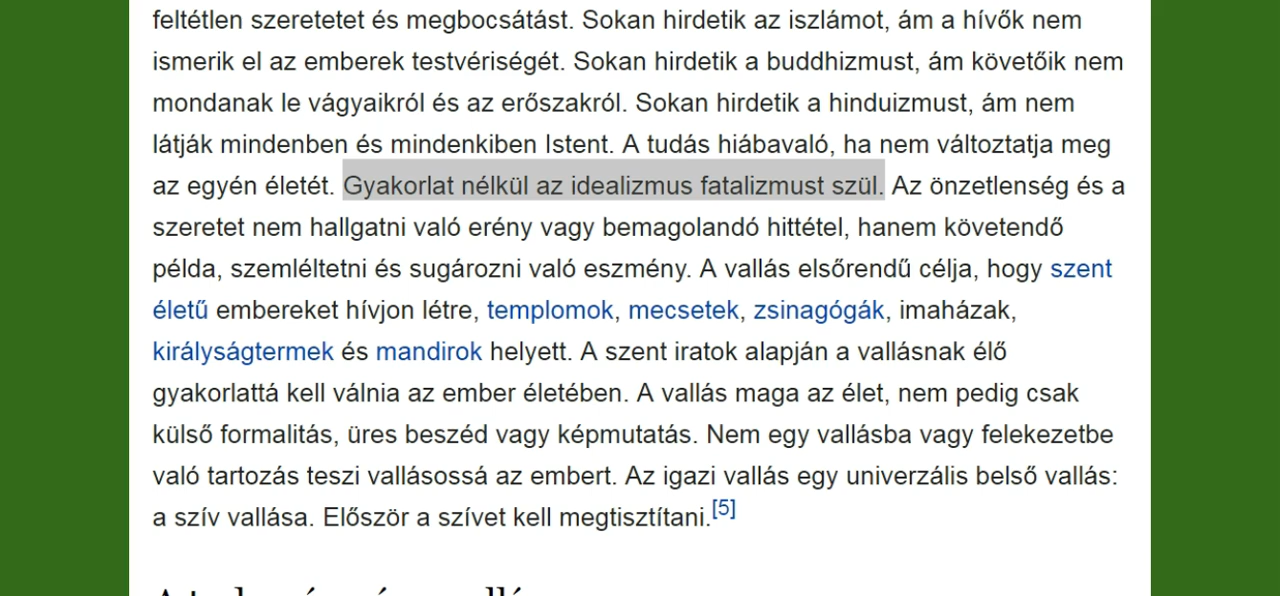 feltétlen szeretetet és megbocsátást. Sokan hirdetik az iszlámot, ám a hívők nem
ismerik el az emberek testvériségét. Sokan hirdetik a buddhizmust, ám követőik nem
mondanak le vágyaikról és az erőszakról. Sokan hirdetik a hinduizmust, ám nem
látják mindenben és mindenkiben Istent. A tudás hiábavaló, ha nem változtatja meg
az egyén életét. Gyakorlat nélkül az idealizmus fatalizmust szül. Az önzetlenség és a
szeretet nem hallgatni való erény vagy bemagolandó hittétel, hanem követendő
példa, szemléltetni és sugározni való eszmény. A vallás elsőrendű célja, hogy szent
életű embereket hívjon létre, templomok, mecsetek, zsinagógák, imaházak,
királyságtermek és mandirok helyett. A szent iratok alapján a vallásnak élő
gyakorlattá kell válnia az ember életében. A vallás maga az élet, nem pedig csak
külső formalitás, üres beszéd vagy képmutatás. Nem egy vallásba vagy felekezetbe
való tartozás teszi vallásossá az embert. Az igazi vallás egy univerzális belső vallás:
a szív vallása. Először a szívet kell megtisztítani.[5]